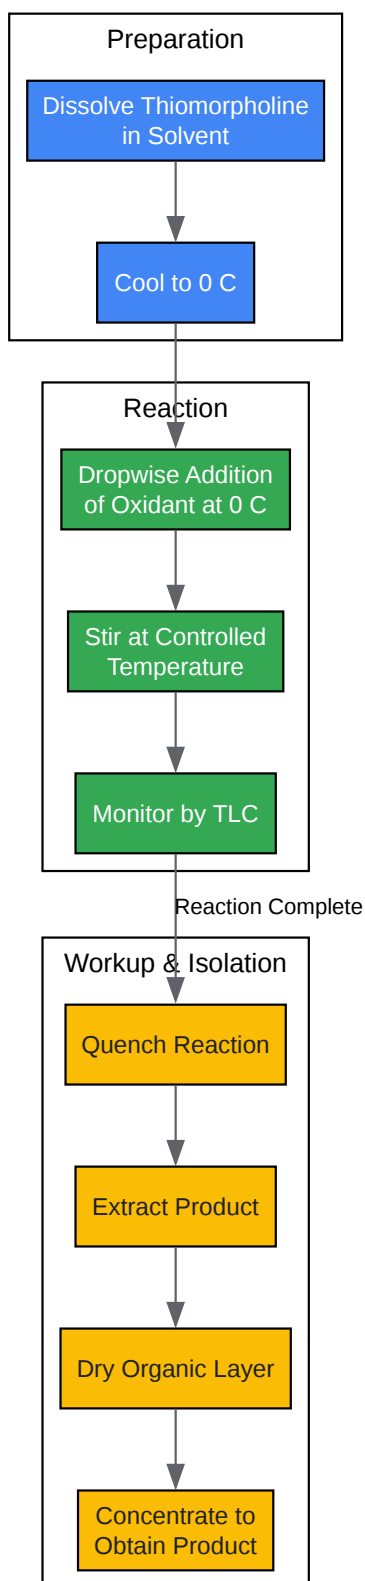 Preparation
Dissolve Thiomorpholine
in Solvent
Cool to 0 C
Reaction
Dropwise Addition
of Oxidant at 0 C
Stir at Controlled
Temperature
Monitor by TLC
Reaction Complete
Workup & Isolation
Quench Reaction
Extract Product
Dry Organic Layer
Concentrate to
Obtain Product